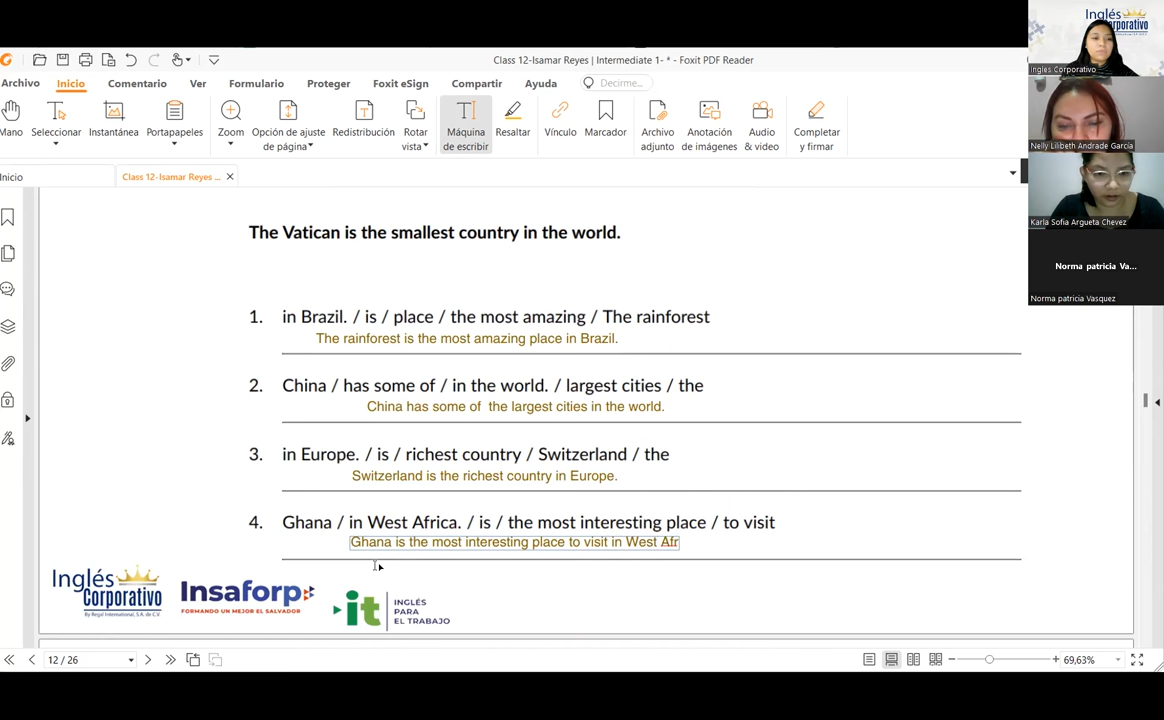 Class 12-Isamar Reyes | Intermediate 1- * - Foxit PDF Reader
Archivo Inicio Comentario Ver Formulario Proteger Foxit eSign Compartir Ayuda Decirme...
Mano Seleccionar Instantánea Portapapeles Zoom Opción de ajuste de página Redistribución Rotar vista Máquina de escribir Resaltar Vínculo Marcador Archivo adjunto Anotación de imágenes Audio & video Completar y firmar
Inicio Class 12-Isamar Reyes ...
The Vatican is the smallest country in the world.
1. in Brazil. / is / place / the most amazing / The rainforest
The rainforest is the most amazing place in Brazil.
2. China / has some of / in the world. / largest cities / the
China has some of  the largest cities in the world.
3. in Europe. / is / richest country / Switzerland / the
Switzerland is the richest country in Europe.
4. Ghana / in West Africa. / is / the most interesting place / to visit
Ghana is the most interesting place to visit in West Afr
Inglés Corporativo
By Regal International, S.A. de C.V.
Insaforp
FORMANDO UN MEJOR EL SALVADOR
it
INGLÉS
PARA
EL TRABAJO
12 / 26
69,63%
Inglés
Corporativo
Ingles Corporativo
Nelly Lilibeth Andrade García
Karla Sofia Argueta Chevez
Norma patricia Va...
Norma patricia Vasquez